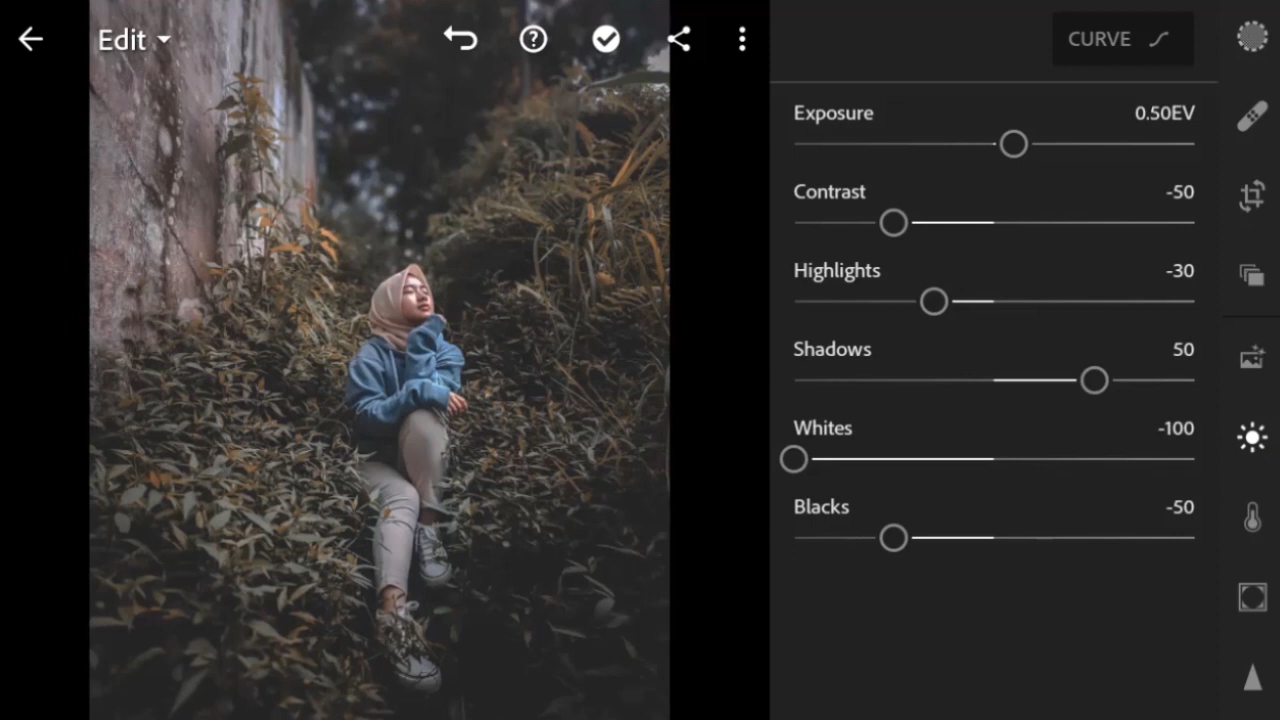 Edit
CURVE
Exposure 0.50EV
Contrast -50
Highlights -30
Shadows 50
Whites -100
Blacks -50